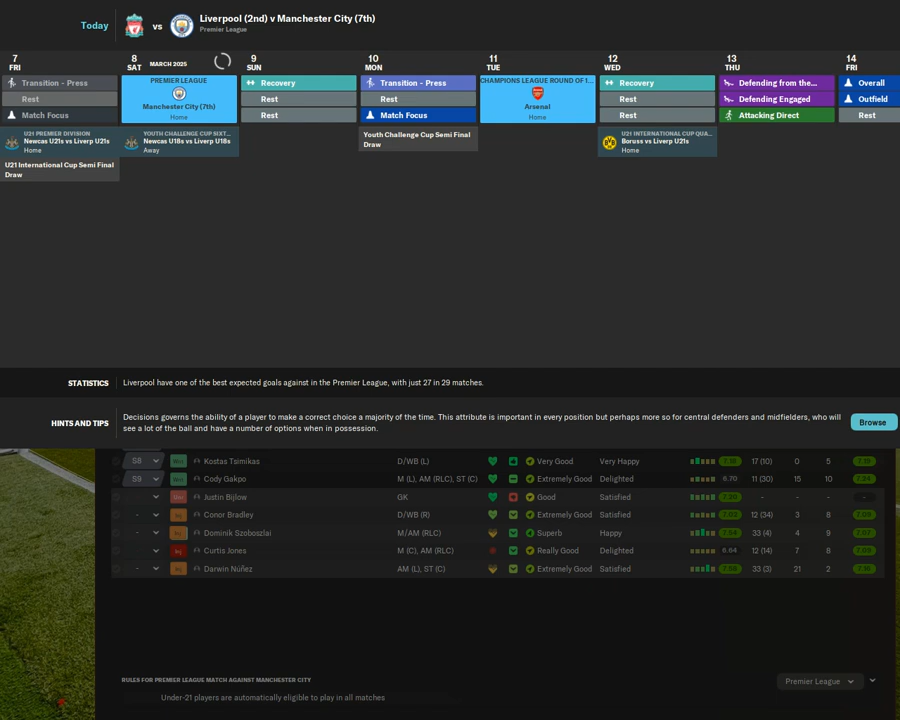 Today
Liverpool (2nd) v Manchester City (7th)
vs
Premier League
7
FRI
8
SAT MARCH 2025
9
SUN
10
MON
11
TUE
12
WED
13
THU
14
FRI
Transition - Press
Rest
Match Focus
PREMIER LEAGUE
Manchester City (7th)
Home
Recovery
Rest
Rest
Transition - Press
Rest
Match Focus
CHAMPIONS LEAGUE ROUND OF 1...
Arsenal
Home
Recovery
Rest
Rest
Defending from the...
Defending Engaged
Attacking Direct
Overall
Outfield
Rest
U21 PREMIER DIVISION
Newcas U21s vs Liverp U21s
Home
U21 International Cup Semi Final
Draw
YOUTH CHALLENGE CUP SIXT...
Newcas U18s vs Liverp U18s
Away
Youth Challenge Cup Semi Final
Draw
U21 INTERNATIONAL CUP QUA...
Boruss vs Liverp U21s
Home
STATISTICS
Liverpool have one of the best expected goals against in the Premier League, with just 27 in 29 matches.
HINTS AND TIPS
Decisions governs the ability of a player to make a correct choice a majority of the time. This attribute is important in every position but perhaps more so for central defenders and midfielders, who will
see a lot of the ball and have a number of options when in possession.
Browse
S8 Kostas Tsimikas D/WB (L) Very Good Very Happy 17 (10) 0 5
S9 Cody Gakpo M (L), AM (RLC), ST (C) Extremely Good Delighted 6.70 11 (30) 15 10
Justin Bijlow GK Good Satisfied - - - -
- Conor Bradley D/WB (R) Extremely Good Satisfied 12 (34) 3 8
- Dominik Szoboszlai M/AM (RLC) Superb Happy 33 (4) 4 9
Curtis Jones M (C), AM (RLC) Really Good Delighted 6.64 12 (14) 7 8
- Darwin Núñez AM (L), ST (C) Extremely Good Satisfied 33 (3) 21 2
RULES FOR PREMIER LEAGUE MATCH AGAINST MANCHESTER CITY
Premier League
Under-21 players are automatically eligible to play in all matches